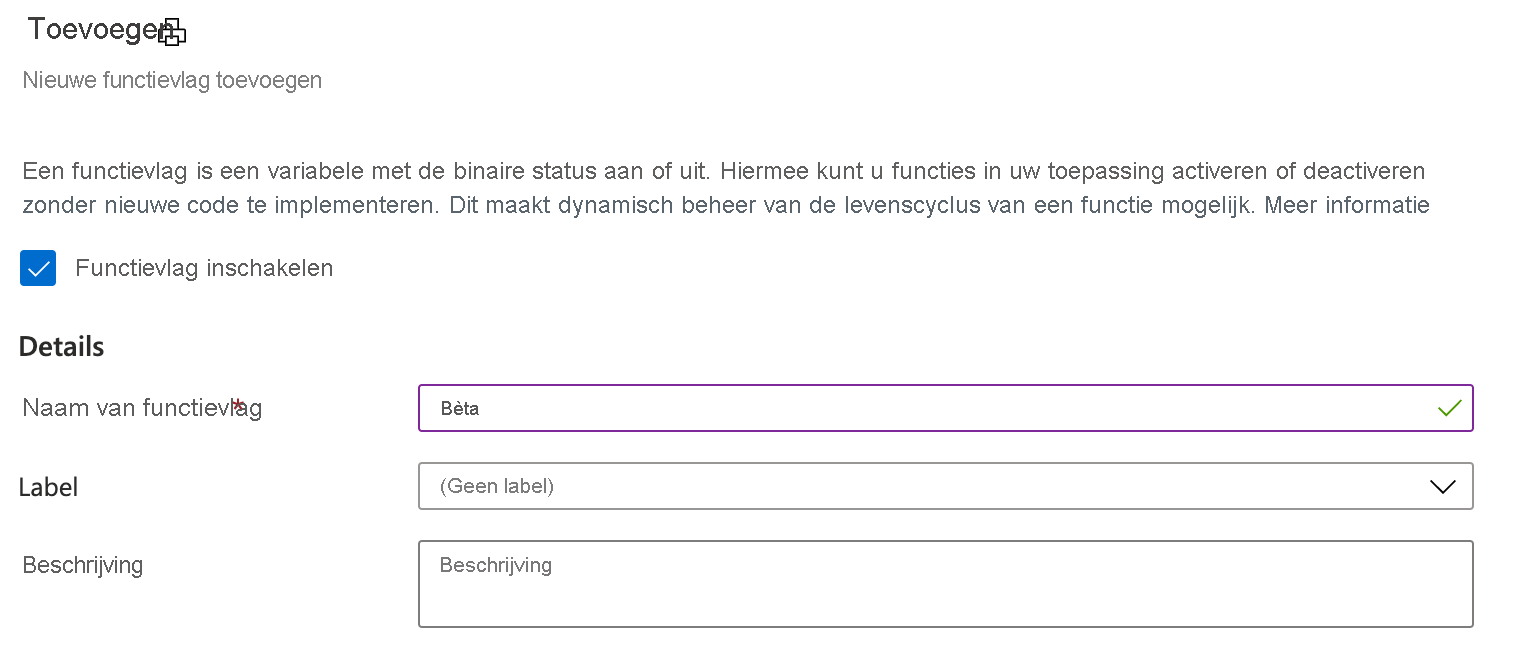 Toevoegen
Nieuwe functievlag toevoegen
Een functievlag is een variabele met de binaire status aan of uit. Hiermee kunt u functies in uw toepassing activeren of deactiveren
zonder nieuwe code te implementeren. Dit maakt dynamisch beheer van de levenscyclus van een functie mogelijk. Meer informatie
Functievlag inschakelen
Details
Naam van functievlag *
Bèta
Label
(Geen label)
Beschrijving
Beschrijving